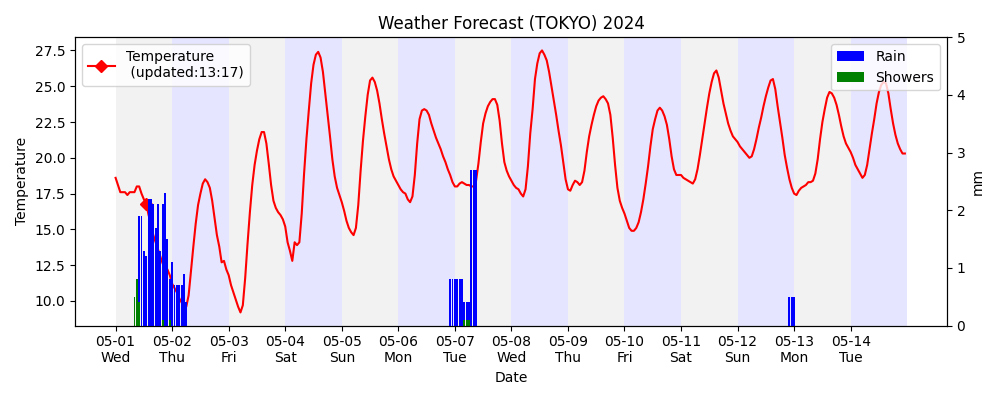 Weather Forecast (TOKYO) 2024
Temperature
(updated:13:17)
Rain
Showers
Temperature
27.5
25.0
22.5
20.0
17.5
15.0
12.5
10.0
5
4
3
2
1
0
mm
05-01 05-02 05-03 05-04 05-05 05-06 05-07 05-08 05-09 05-10 05-11 05-12 05-13 05-14
Wed Thu Fri Sat Sun Mon Tue Wed Thu Fri Sat Sun Mon Tue
Date